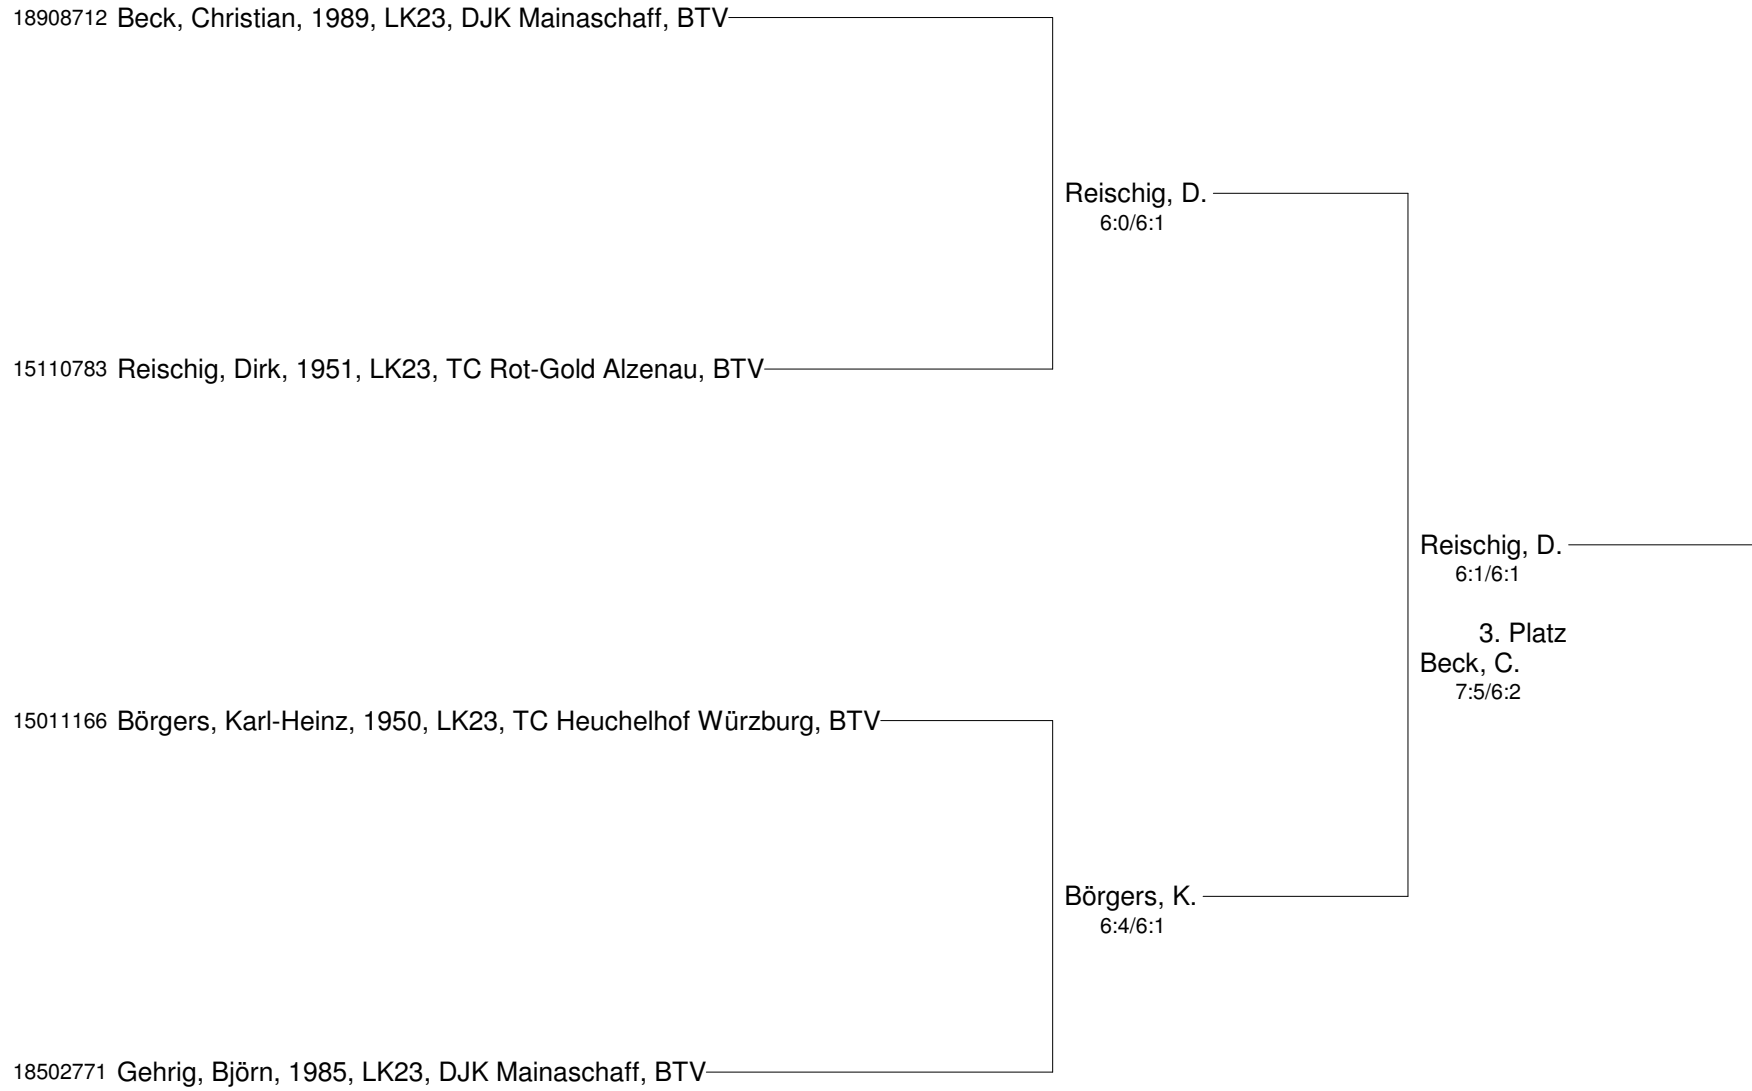 18908712 Beck, Christian, 1989, LK23, DJK Mainaschaff, BTV
Reischig, D.
6:0/6:1
15110783 Reischig, Dirk, 1951, LK23, TC Rot-Gold Alzenau, BTV
Reischig, D.
6:1/6:1
3. Platz
Beck, C.
7:5/6:2
15011166 Börgers, Karl-Heinz, 1950, LK23, TC Heuchelhof Würzburg, BTV
Börgers, K.
6:4/6:1
18502771 Gehrig, Björn, 1985, LK23, DJK Mainaschaff, BTV